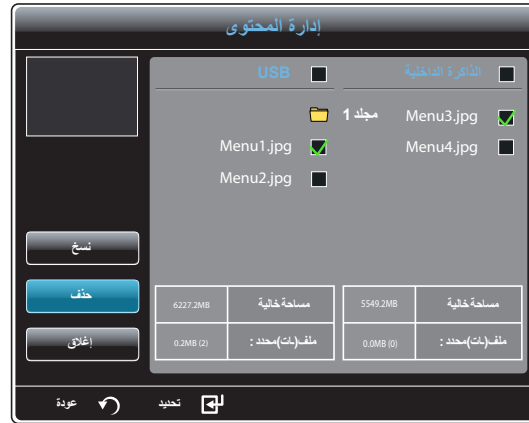 إدارة المحتوى
الذاكرة الداخلية
USB
Menu3.jpg
Menu4.jpg
مجلد 1
Menu1.jpg
Menu2.jpg
نسخ
حذف
إغلاق
مساحة خالية 5549.2MB
ملف(ات)محدد : 0.0MB (0)
مساحة خالية 6227.2MB
ملف(ات)محدد : 0.2MB (2)
تحديد
عودة